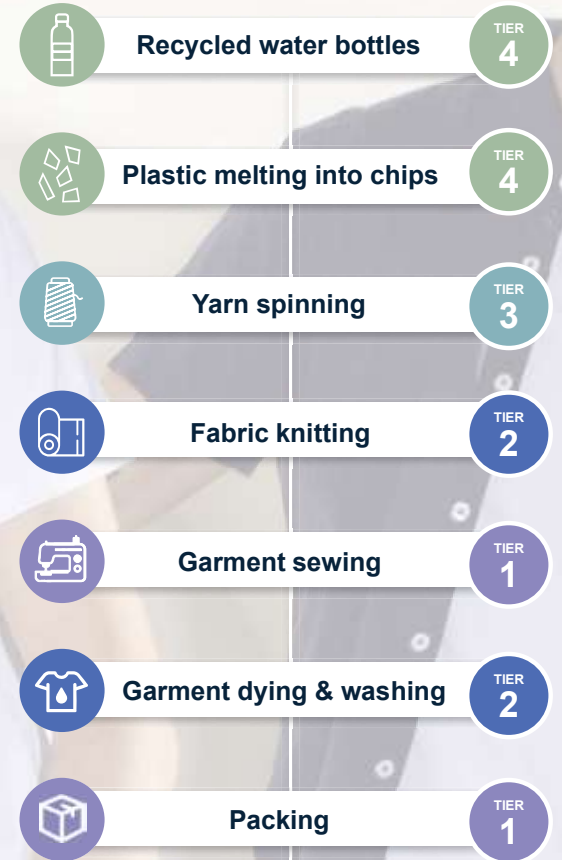 Recycled water bottles
TIER
4
Plastic melting into chips
TIER
4
Yarn spinning
TIER
3
Fabric knitting
TIER
2
Garment sewing
TIER
1
Garment dying & washing
TIER
2
Packing
TIER
1